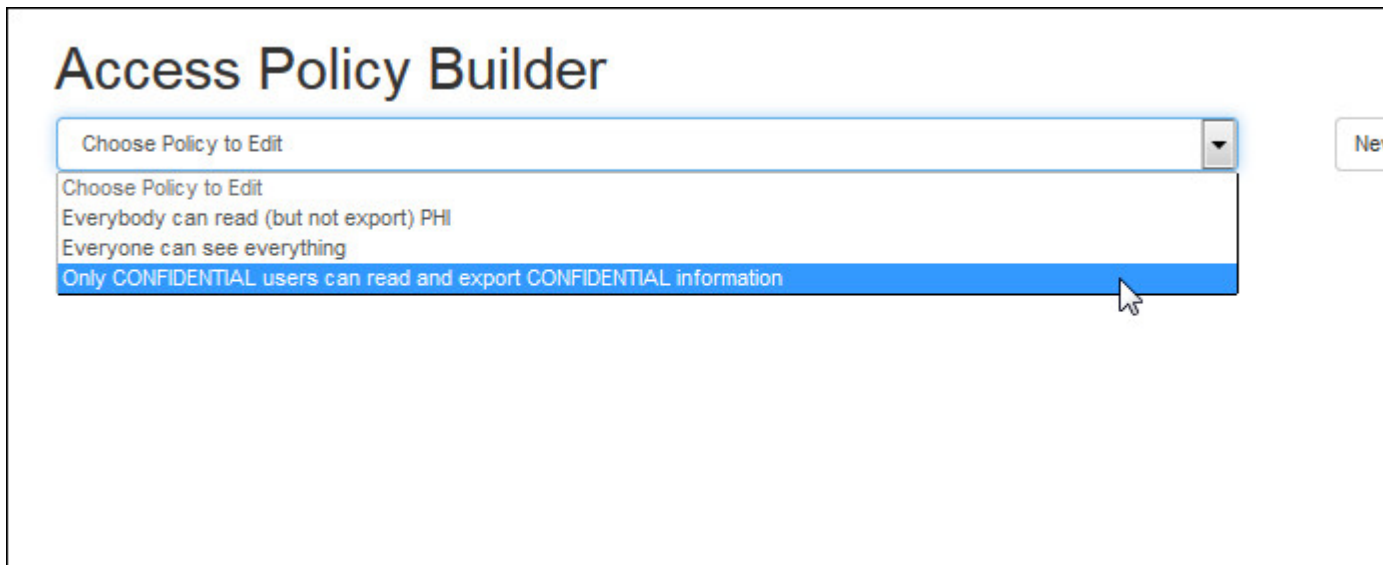 Access Policy Builder
Choose Policy to Edit
Choose Policy to Edit
Everybody can read (but not export) PHI
Everyone can see everything
Only CONFIDENTIAL users can read and export CONFIDENTIAL information